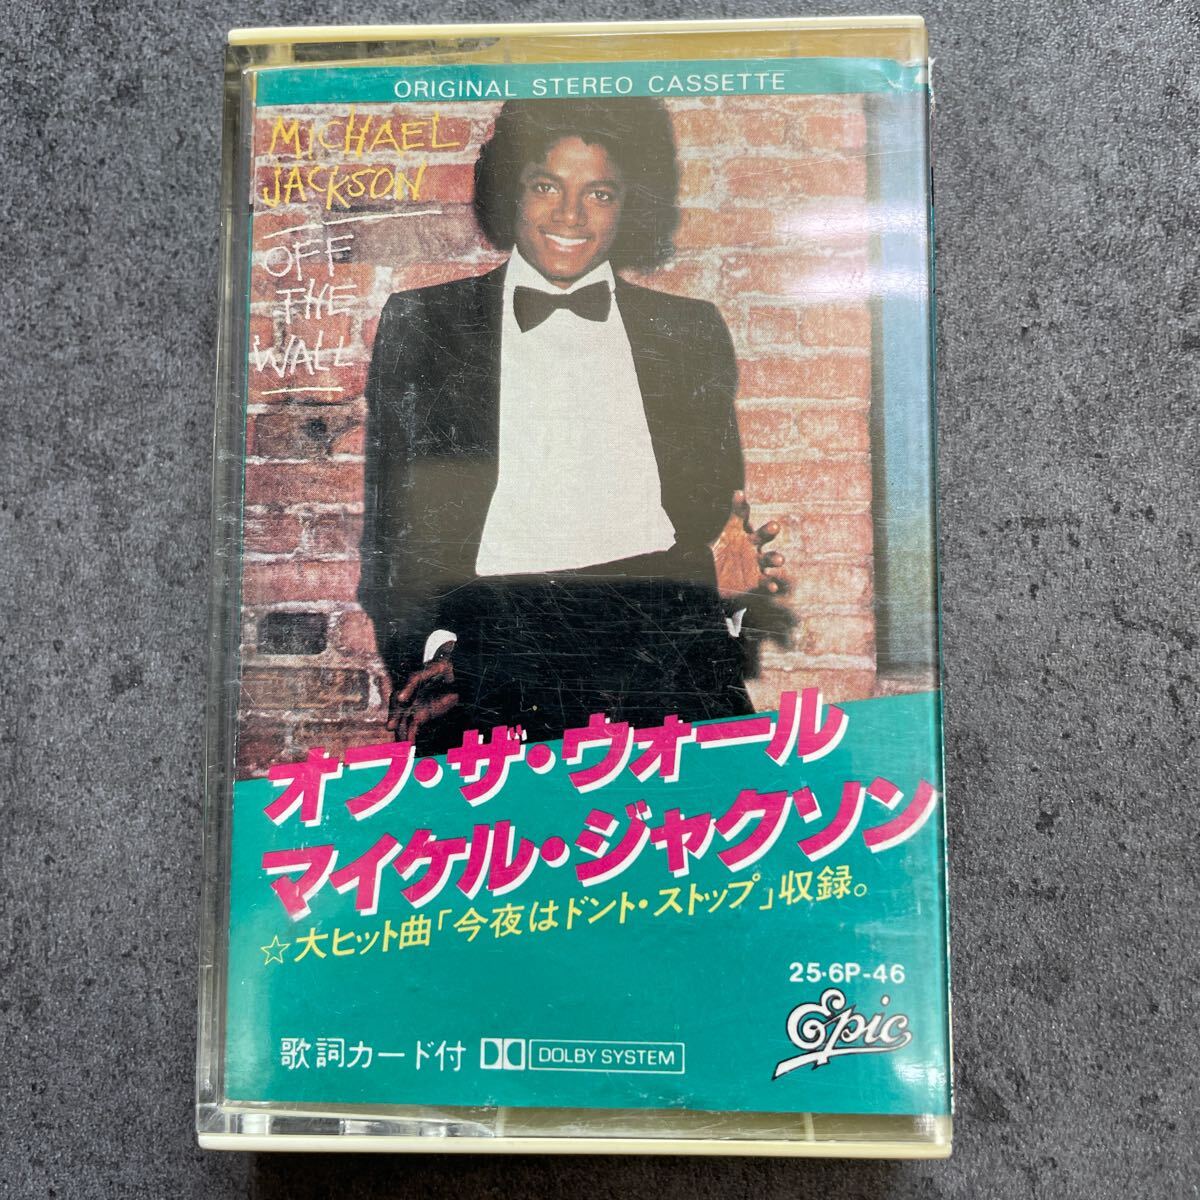 ORIGINAL STEREO CASSETTE
MICHAEL
JACKSON
OFF
THE
WALL
オフ・ザ・ウォール
マイケル・ジャクソン
☆大ヒット曲「今夜はドント・ストップ」収録。
25・6P-46
Epic
歌詞カード付 DOLBY SYSTEM